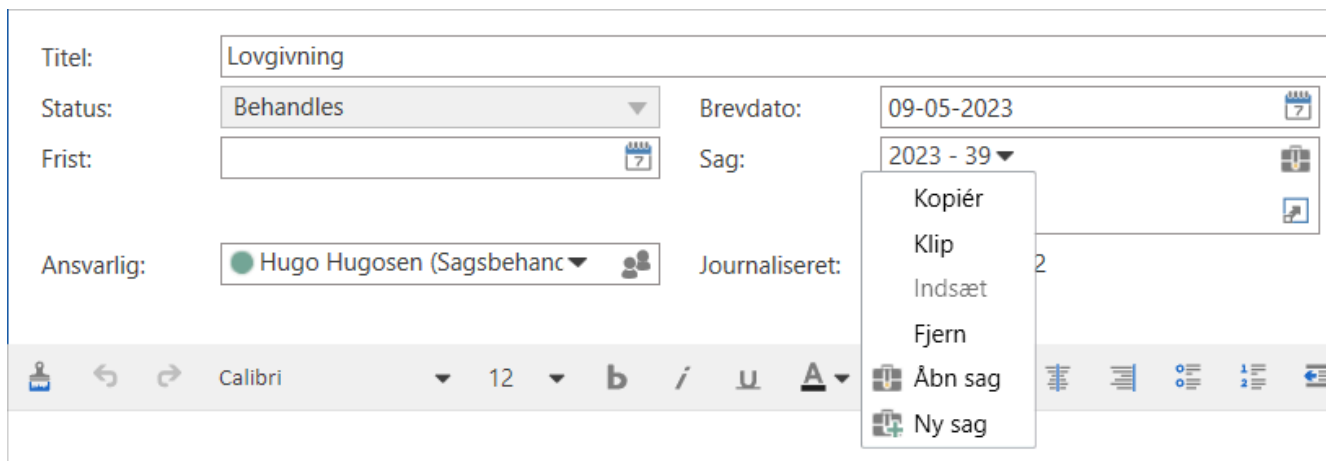 Titel: Lovgivning
Status: Behandles Brevdato: 09-05-2023
Frist: Sag: 2023 - 39
Kopiér
Klip
Ansvarlig: Hugo Hugosen (Sagsbehanc Journaliseret: 2
Indsæt
Fjern
Calibri 12 b i u A
Åbn sag
Ny sag